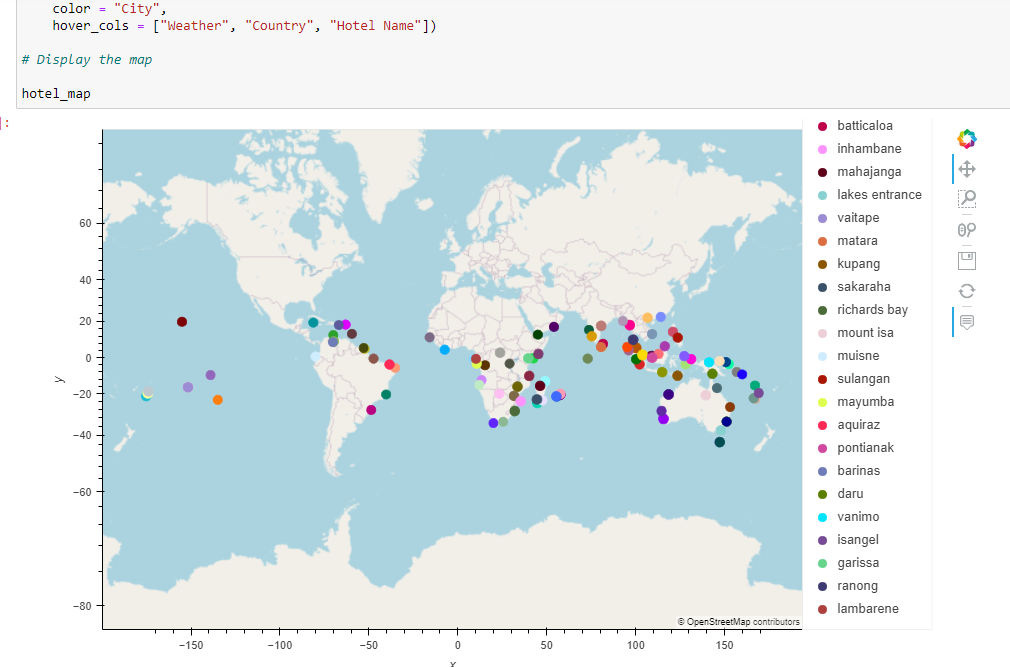 color = "City",
hover_cols = ["Weather", "Country", "Hotel Name"])
# Display the map
hotel_map
]:
60
40
20
0
−20
−40
−60
−80
y
−150
−100
−50
0
50
100
150
x
© OpenStreetMap contributors
batticaloa
inhambane
mahajanga
lakes entrance
vaitape
matara
kupang
sakaraha
richards bay
mount isa
muisne
sulangan
mayumba
aquiraz
pontianak
barinas
daru
vanimo
isangel
garissa
ranong
lambarene